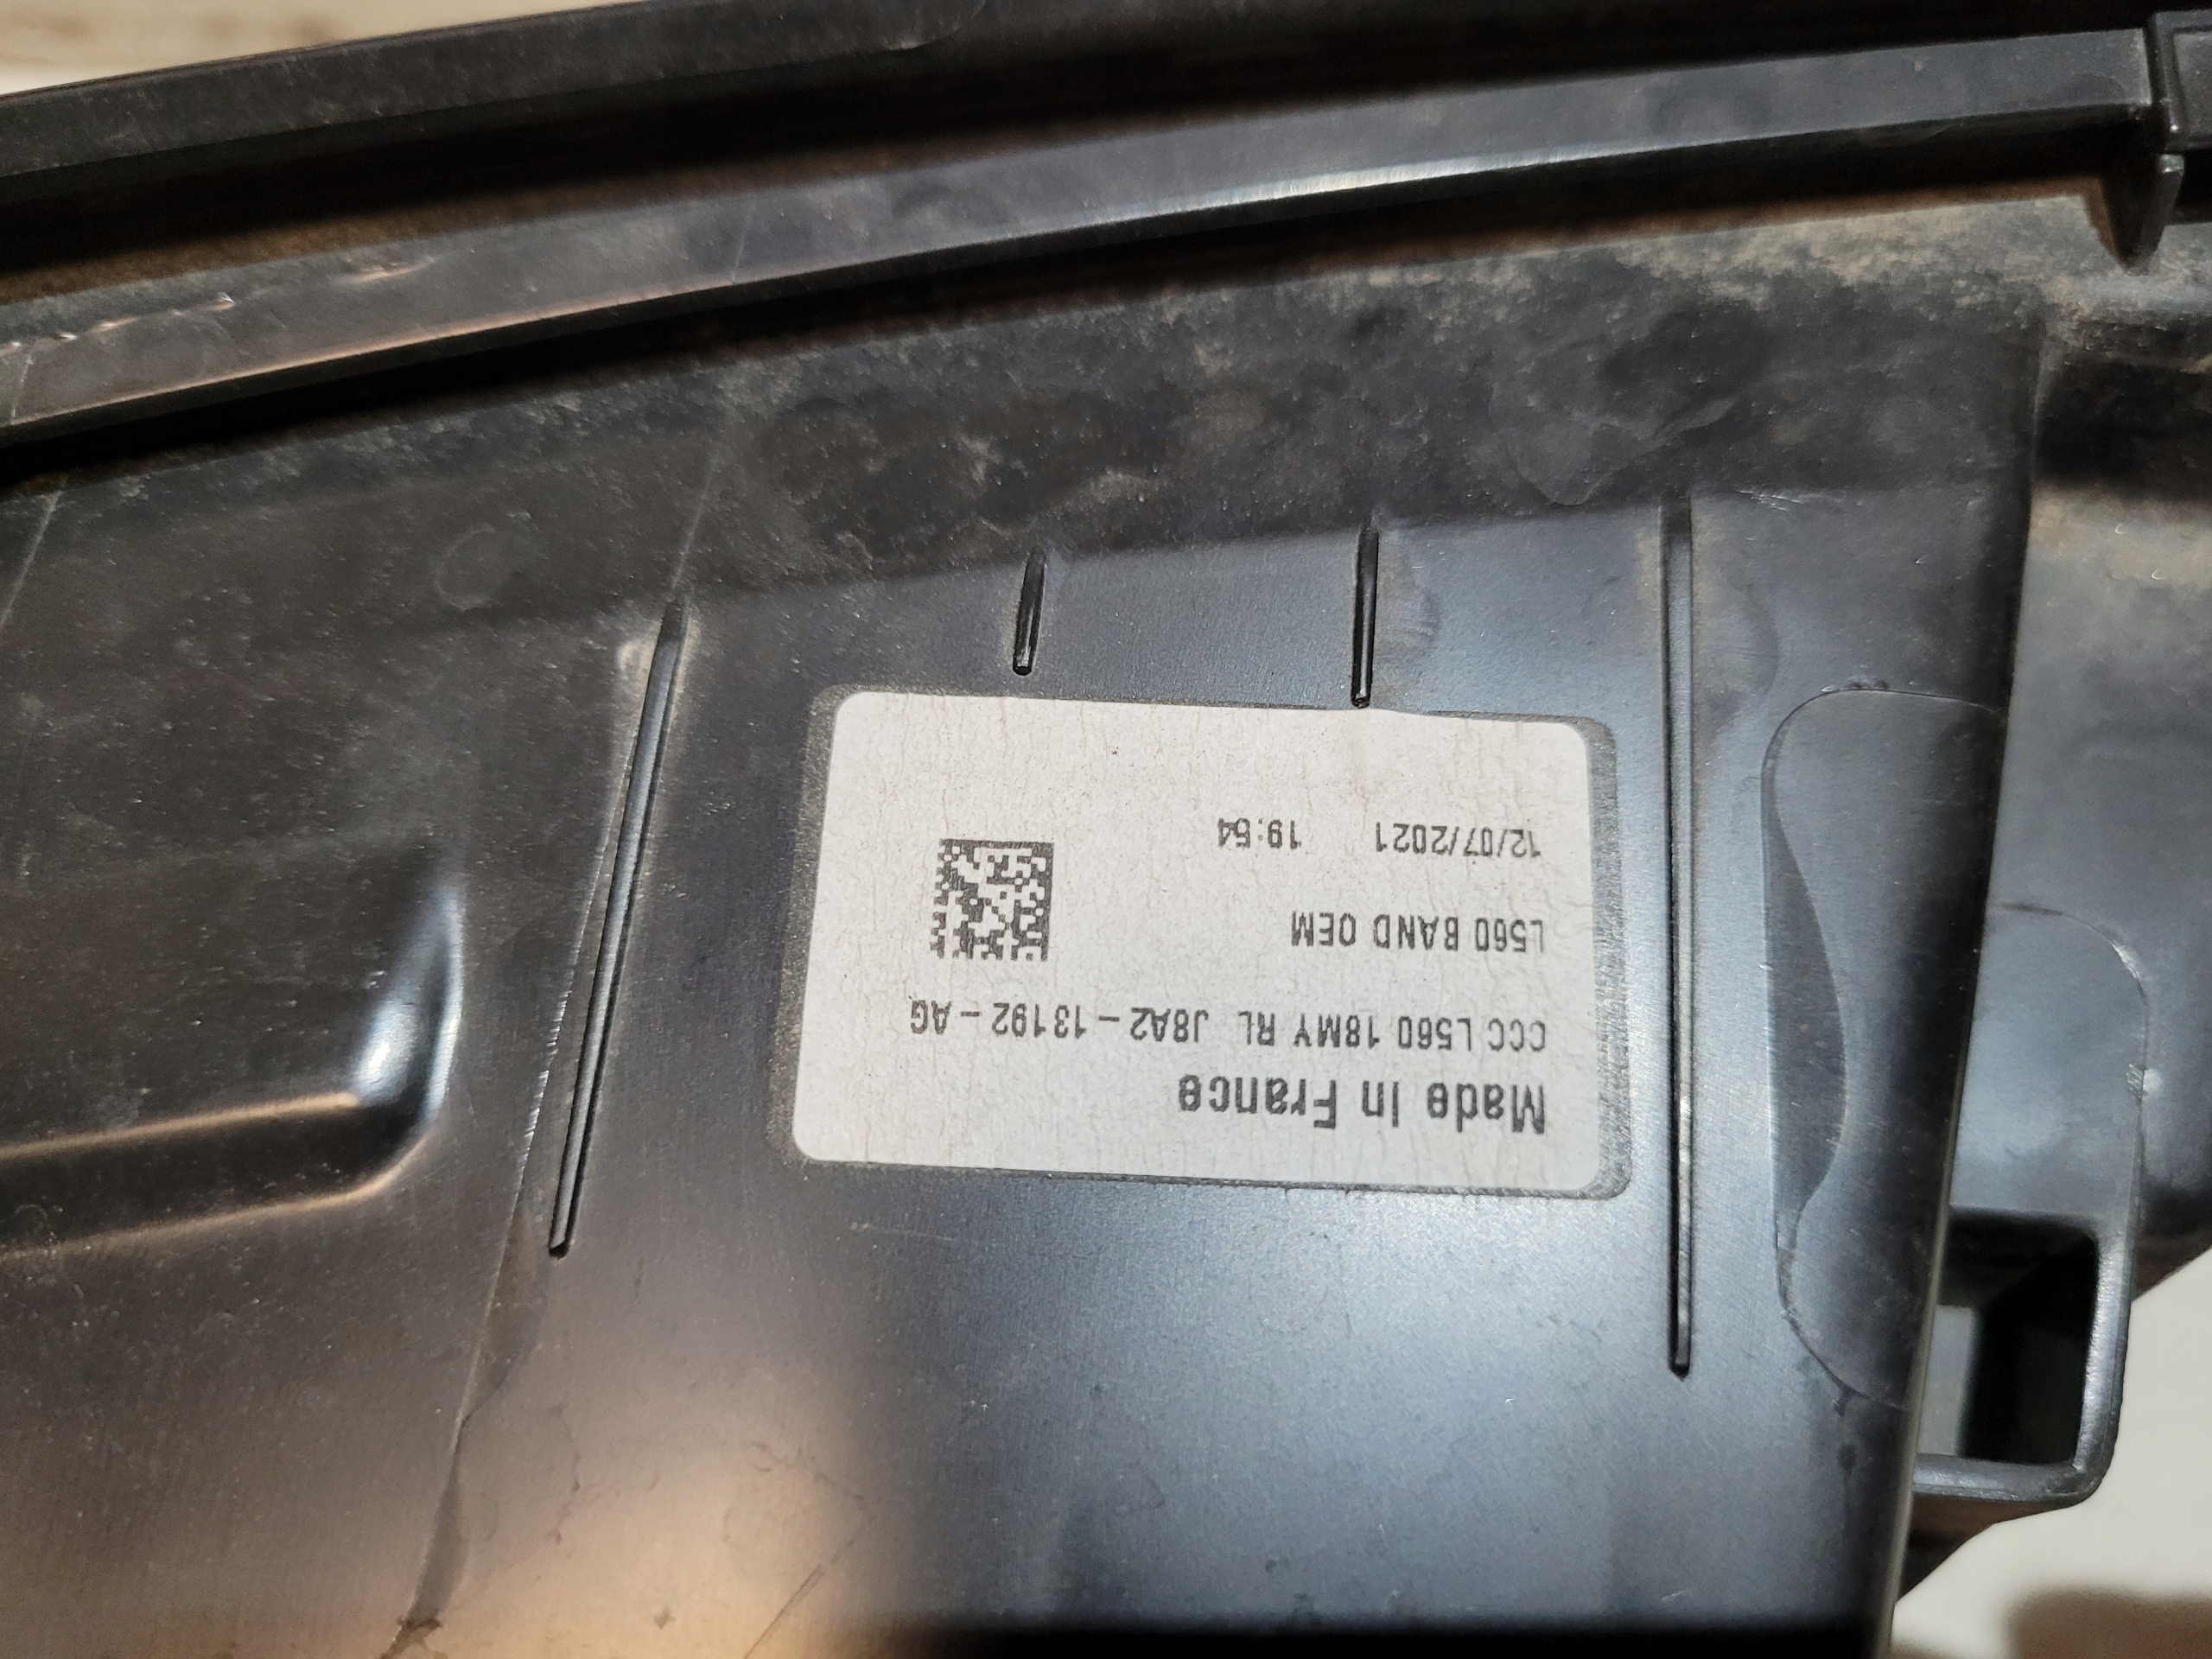 Made In France
CCC L560 18MY RL J8A2-13192-AG
L560 BAND OEM
12/07/2021 19:54